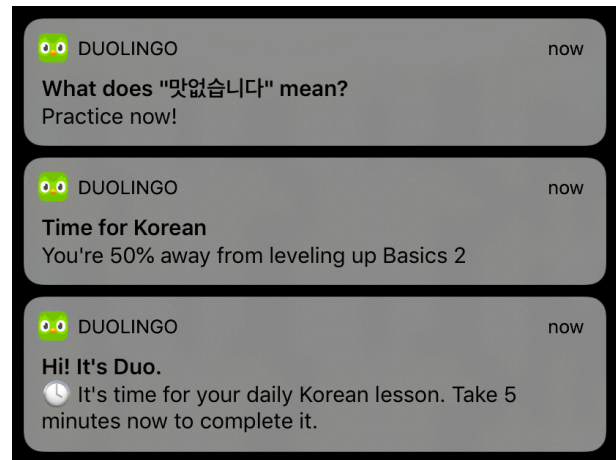 DUOLINGO now
What does "맛없습니다" mean?
Practice now!
DUOLINGO now
Time for Korean
You're 50% away from leveling up Basics 2
DUOLINGO now
Hi! It's Duo.
🕓 It's time for your daily Korean lesson. Take 5
minutes now to complete it.